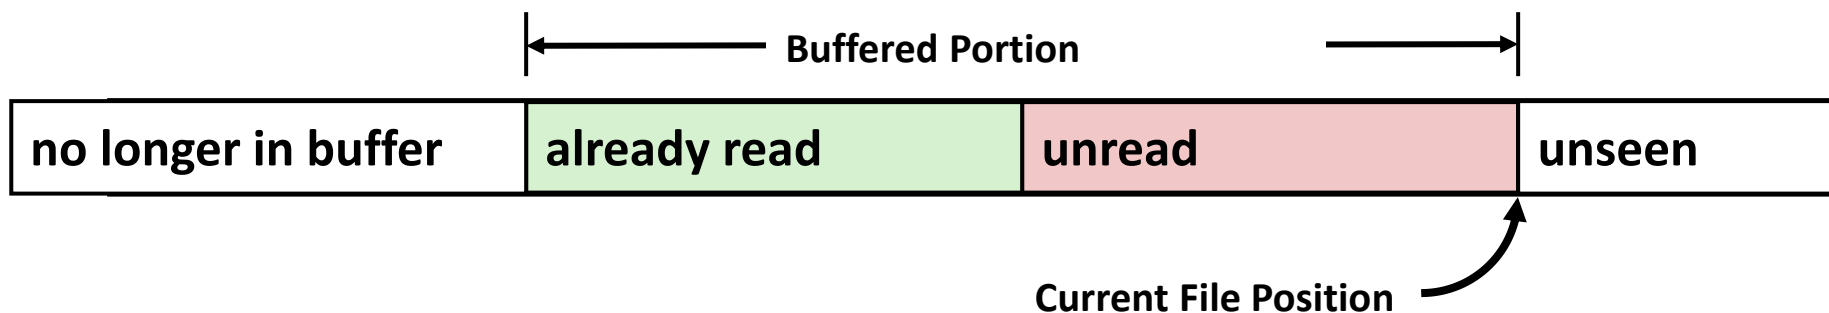 Buffered Portion
no longer in buffer already read unread unseen
Current File Position